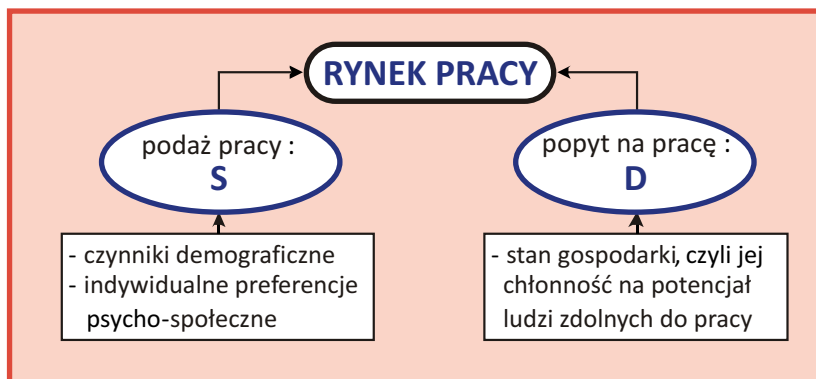 RYNEK PRACY
podaż pracy :
S
popyt na pracę :
D
- czynniki demograficzne
- indywidualne preferencje
psycho-społeczne
- stan gospodarki, czyli jej
chłonność na potencjał
ludzi zdolnych do pracy